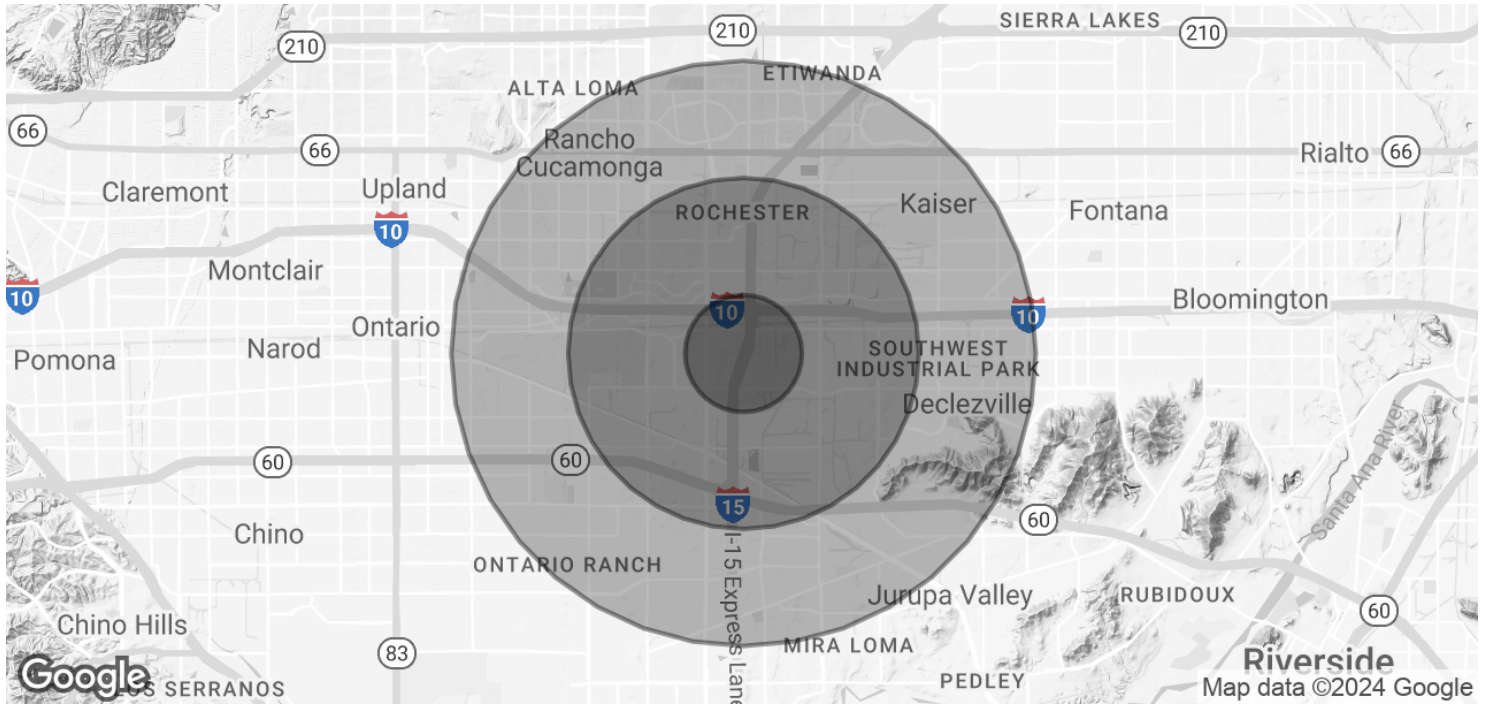 SIERRA LAKES
210
210
210
ETIWANDA
ALTA LOMA
66
Rancho
Cucamonga
66
Rialto
66
Claremont
Upland
Kaiser
Fontana
ROCHESTER
10
Montclair
10
Bloomington
10
10
Ontario
Narod
Pomona
SOUTHWEST
INDUSTRIAL PARK
Declezville
60
60
15
60
Santa Ana River
Chino
I-15 Express Lane
ONTARIO RANCH
Jurupa Valley
RUBIDOUX
60
Chino Hills
MIRA LOMA
83
Riverside
Google
PEDLEY
SERRANOS
Map data ©2024 Google